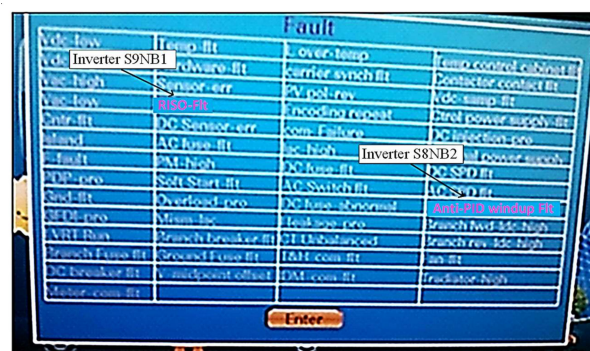 Fault
Vdc-low Temp-flt over-temp Temp control cabinet flt
Inverter S9NB1 carrier synch flt Contactor contact flt
Vac-high PV-pol-rev Vdc-samp-flt
Vac-low RISO-Flt Encoding repeat Ctrol power supply-flt
Cntr-flt DC Sensor-err com-Failure DC injection-pro
Island AC fuse-flt Iac-high
Inverter S8NB2
PM-high DC fuse-flt DC SPD flt
PDP-pro Soft Start-flt AC Switch flt
Gnd-flt Overload-pro DC fuse-abnormal Anti-PID windup Flt
GFDI-pro leakage-pro Branch fwd-Idc-high
LVRT Run Branch breaker flt CT Unbalanced Branch rev-Idc-high
Branch Fuse flt Ground Fuse flt T&H-com flt fan-flt
DC breaker flt V-midpoint offset DM-com-flt radiator-high
Meter-com-flt
Enter